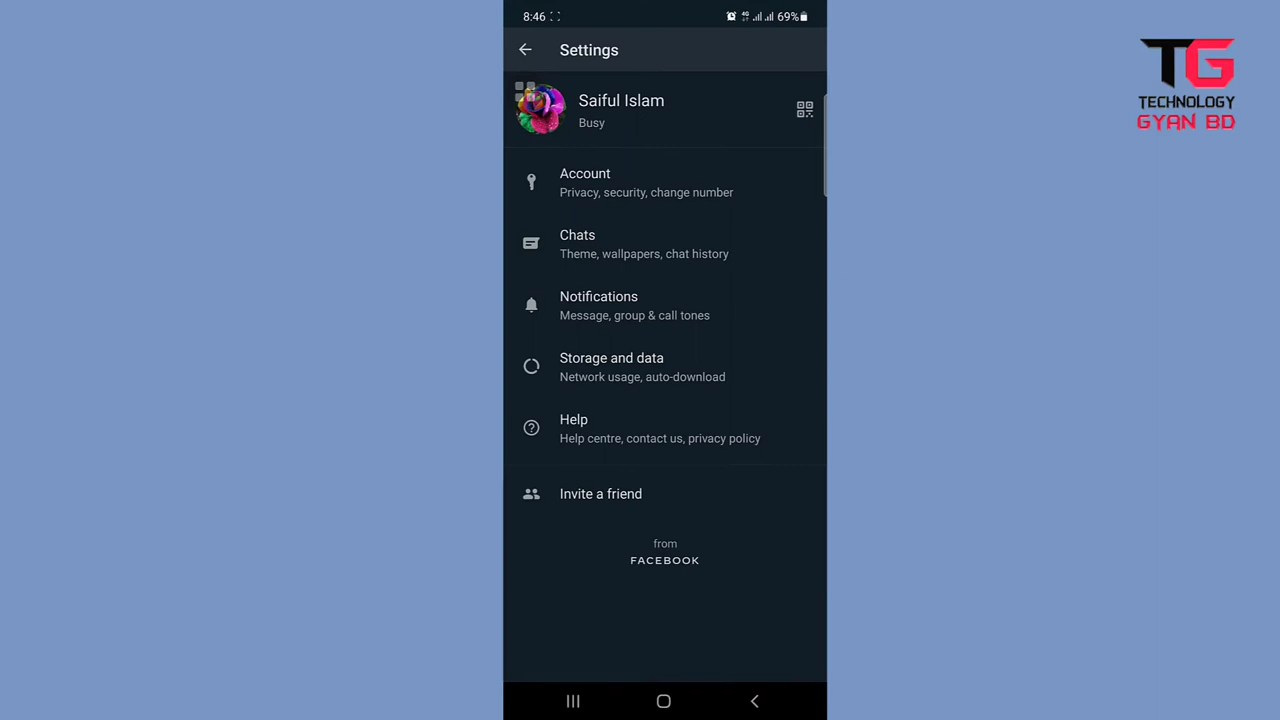 8:46
4G
69%
Settings
Saiful Islam
Busy
Account
Privacy, security, change number
Chats
Theme, wallpapers, chat history
Notifications
Message, group & call tones
Storage and data
Network usage, auto-download
Help
Help centre, contact us, privacy policy
Invite a friend
from
FACEBOOK
TG
TECHNOLOGY
GYAN BD